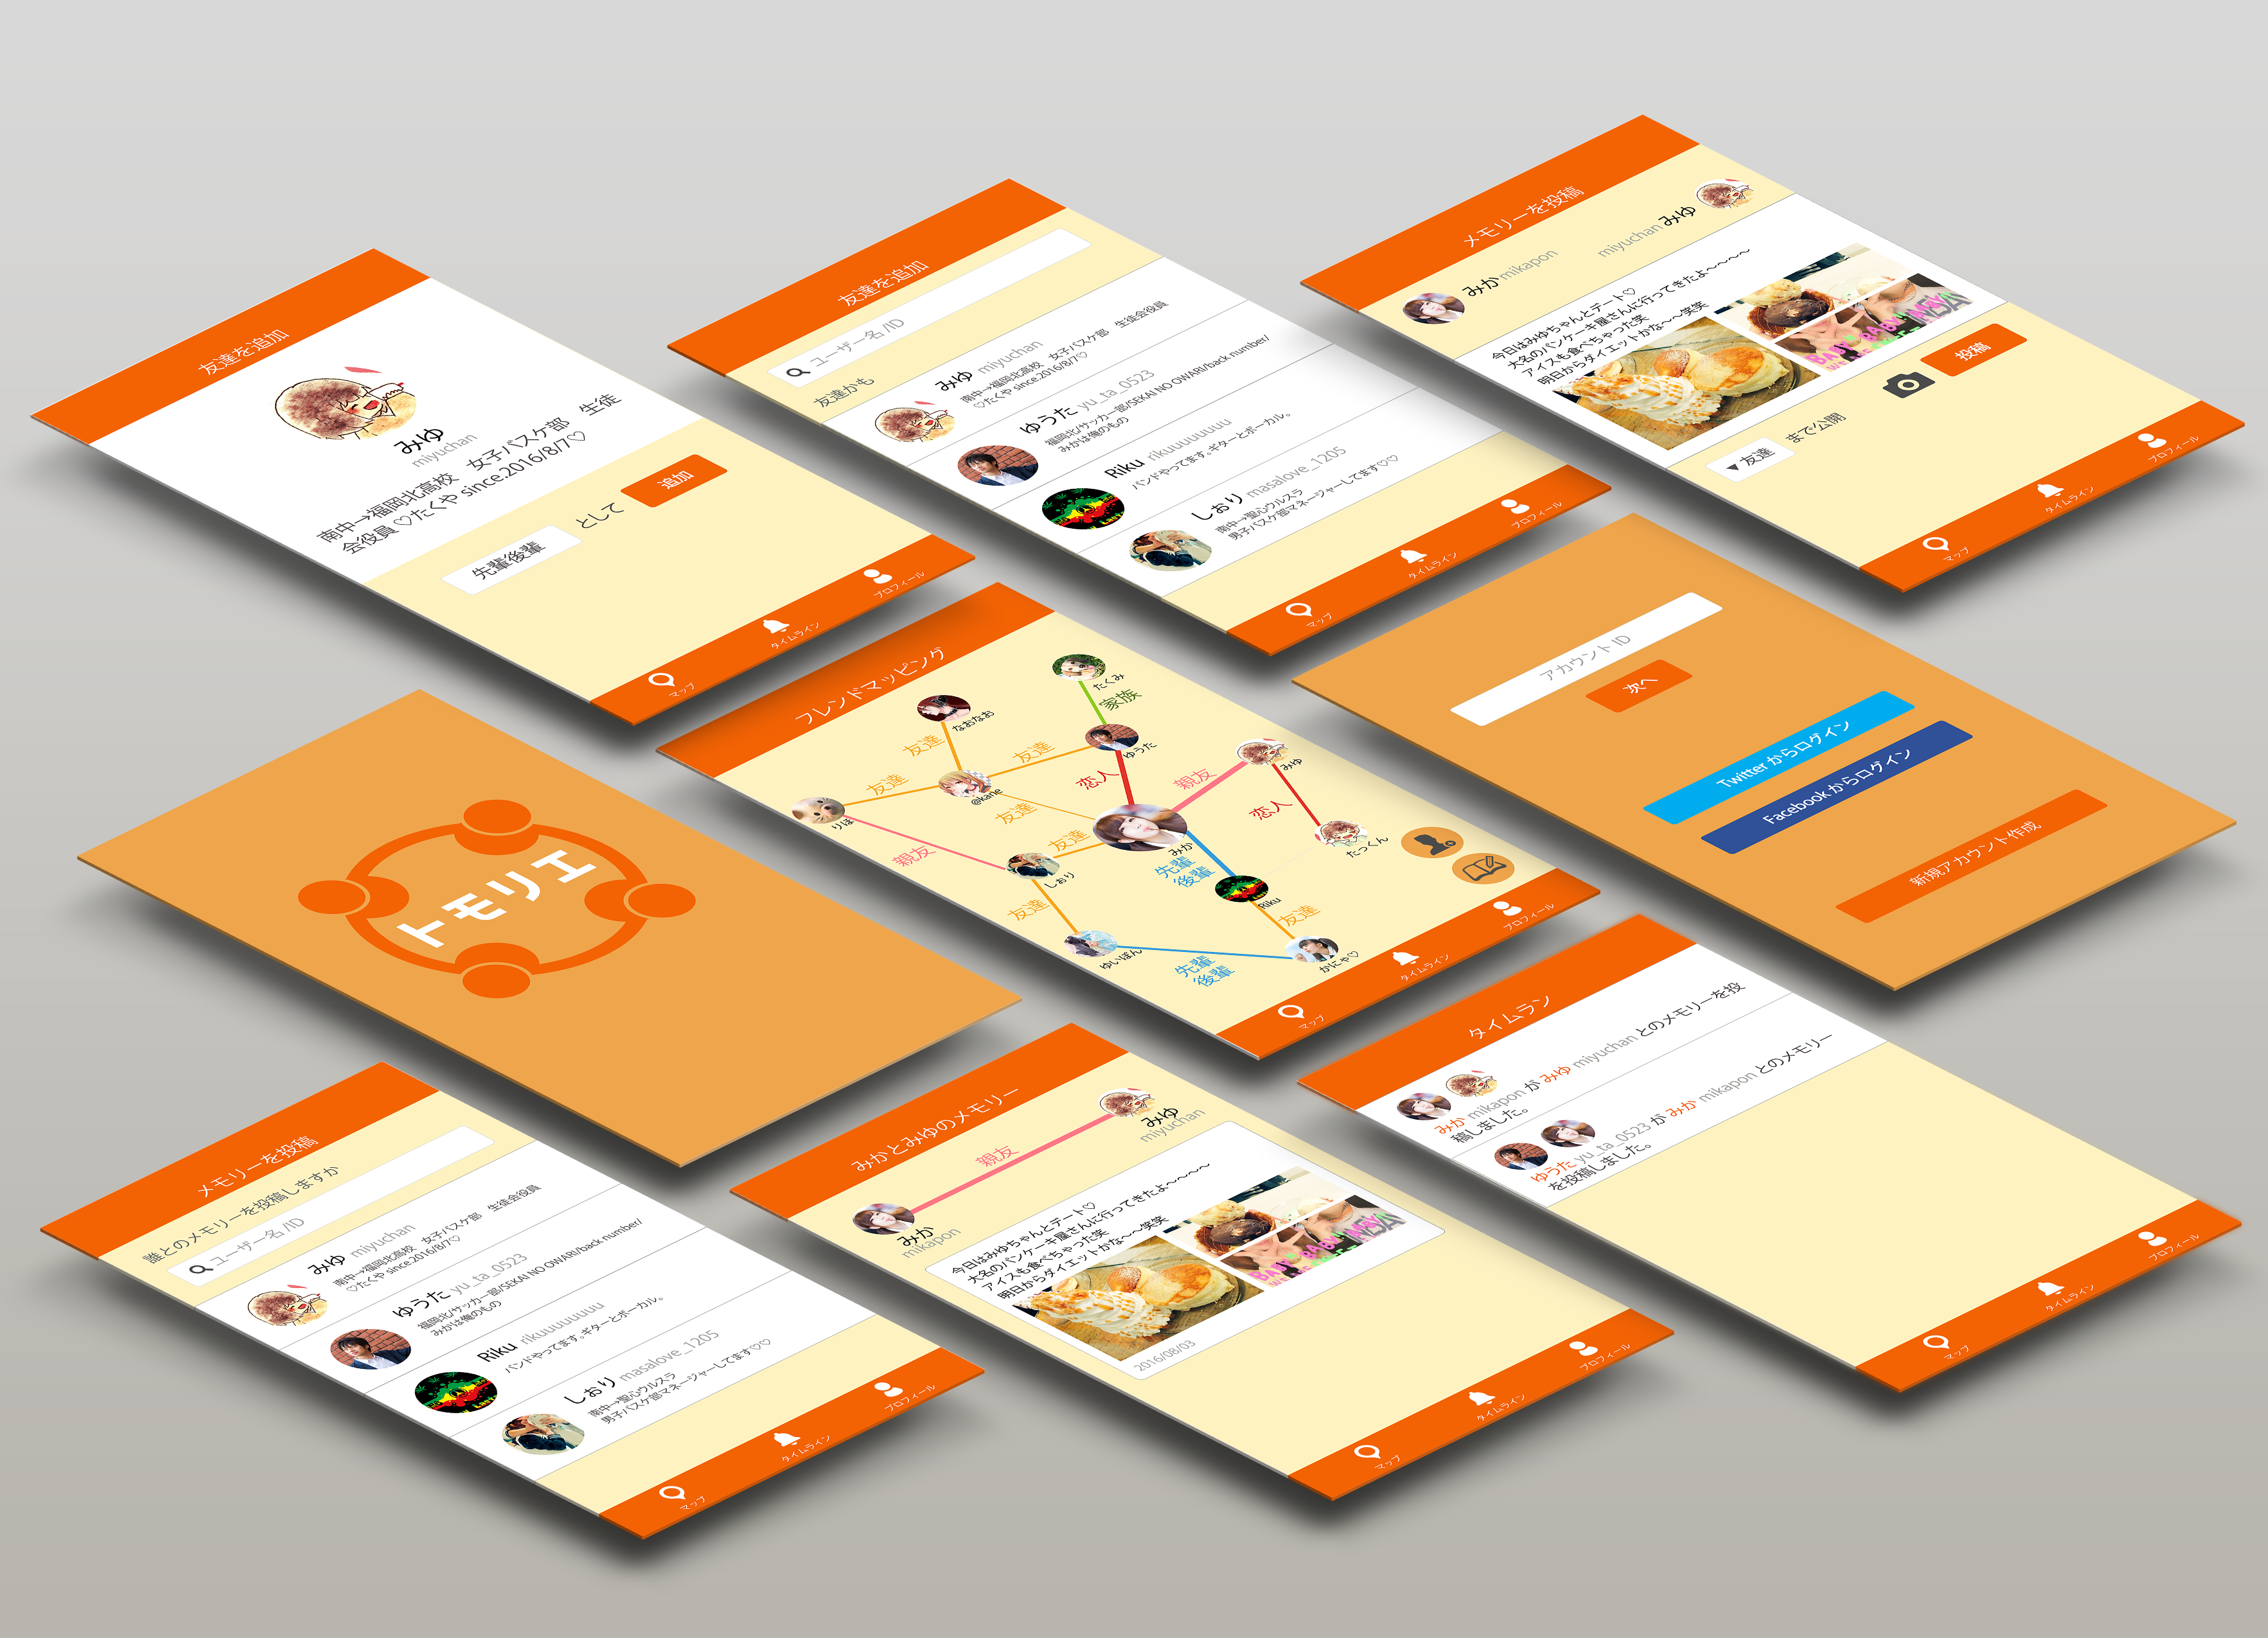 友達を追加
みゆ
miyuchan
南中→福岡北高校　女子バスケ部　生徒
会役員 ♡たくや since.2016/8/7♡
先輩後輩 として 追加
マップ タイムライン プロフィール
友達を追加
ユーザー名 /ID
友達かも
みゆ miyuchan
南中→福岡北高校　女子バスケ部　生徒会役員
♡たくや since.2016/8/7♡
ゆうた yu_ta_0523
福岡北/サッカー部/SEKAI NO OWARI/back number/
みかは俺のもの
Riku rikuuuuuuuu
バンドやってます。ギターとボーカル。
しおり masalove_1205
南中→聖心ウルスラ
男子バスケ部マネージャーしてます♡♡
マップ タイムライン プロフィール
メモリーを投稿
みか mikapon
miyuchan みゆ
今日はみゆちゃんとデート♡
大名のパンケーキ屋さんに行ってきたよ〜〜〜〜
アイスも食べちゃった笑
明日からダイエットかな〜〜笑笑
投稿
▼友達 まで公開
マップ タイムライン プロフィール
トモリエ
フレンドマッピング
たくみ
家族
なおなお
友達
友達
ゆうた
恋人
親友
みゆ
友達
@kane
りほ
友達
恋人
たっくん
友達
みか
親友
しおり
先輩
後輩
Riku
友達
友達
ゆいぽん
先輩
後輩
かにゃ♡
マップ タイムライン プロフィール
アカウント ID
次へ
Twitter からログイン
Facebook からログイン
新規アカウント作成
メモリーを投稿
誰とのメモリーを投稿しますか
ユーザー名 /ID
みゆ miyuchan
南中→福岡北高校　女子バスケ部　生徒会役員
♡たくや since.2016/8/7♡
ゆうた yu_ta_0523
福岡北/サッカー部/SEKAI NO OWARI/back number/
みかは俺のもの
Riku rikuuuuuuuu
バンドやってます。ギターとボーカル。
しおり masalove_1205
南中→聖心ウルスラ
男子バスケ部マネージャーしてます♡♡
マップ タイムライン プロフィール
みかとみゆのメモリー
みゆ
miyuchan
親友
みか
mikapon
今日はみゆちゃんとデート♡
大名のパンケーキ屋さんに行ってきたよ〜〜〜〜
アイスも食べちゃった笑
明日からダイエットかな〜〜笑笑
2016/08/03
マップ タイムライン プロフィール
タイムラン
みか mikapon が みゆ miyuchan とのメモリーを投
稿しました。
ゆうた yu_ta_0523 が みか mikapon とのメモリー
を投稿しました。
マップ タイムライン プロフィール